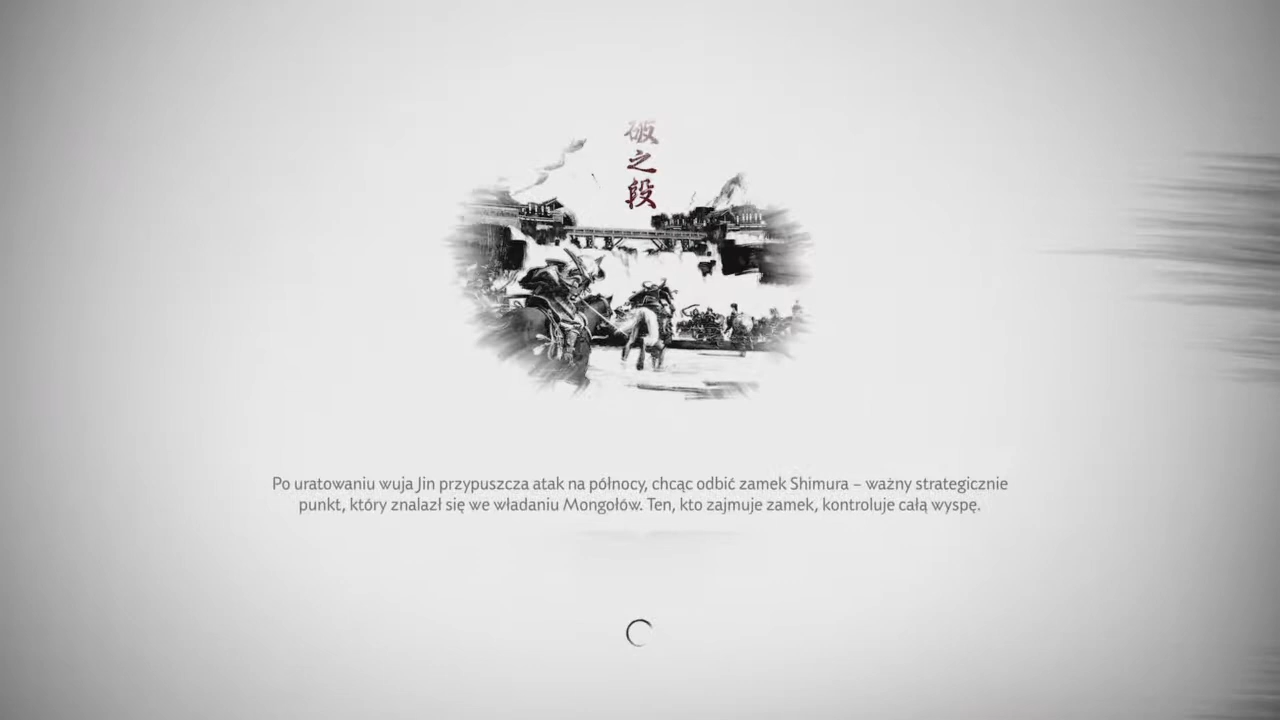 破之段
Po uratowaniu wuja Jin przypuszcza atak na północy, chcąc odbić zamek Shimura – ważny strategicznie
punkt, który znalazł się we władaniu Mongołów. Ten, kto zajmuje zamek, kontroluje całą wyspę.